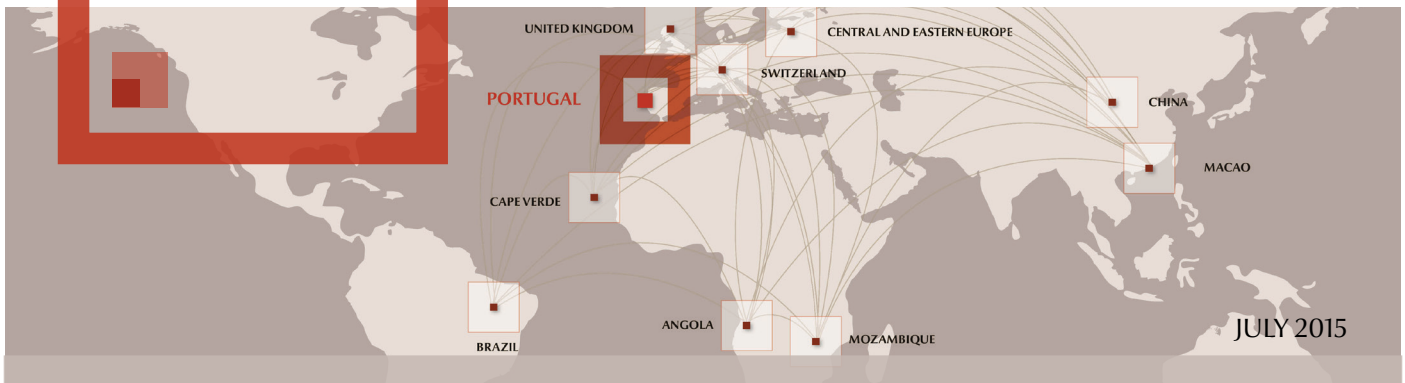 UNITED KINGDOM
CENTRAL AND EASTERN EUROPE
SWITZERLAND
PORTUGAL
CHINA
MACAO
CAPE VERDE
ANGOLA
JULY 2015
MOZAMBIQUE
BRAZIL